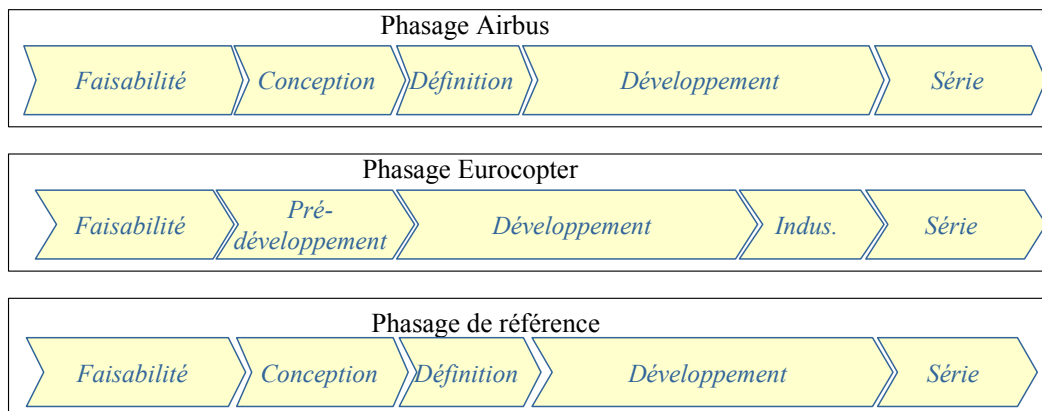 Phasage Airbus
Faisabilité Conception Définition Développement Série
Phasage Eurocopter
Faisabilité Pré-
développement Développement Indus. Série
Phasage de référence
Faisabilité Conception Définition Développement Série